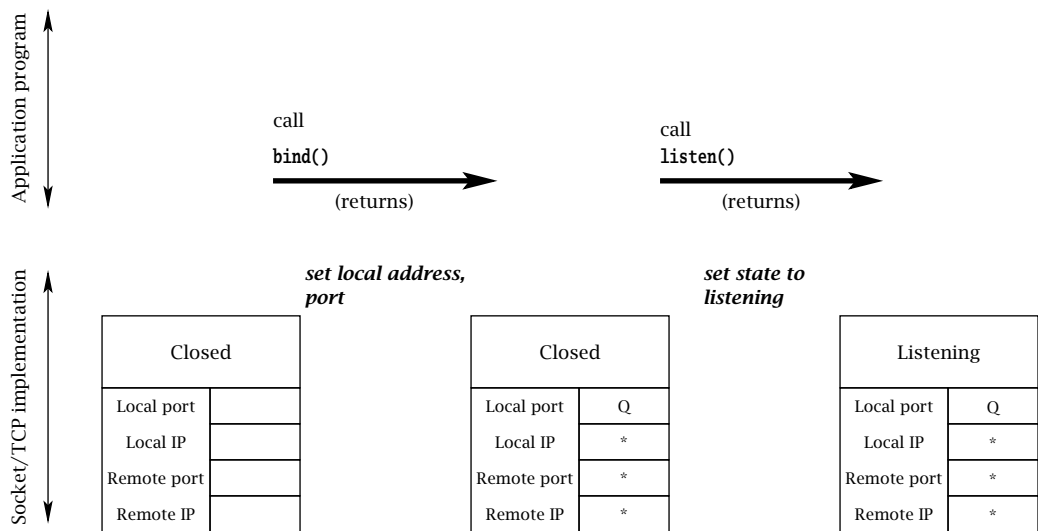 Application program
call
bind()
(returns)
call
listen()
(returns)
Socket/TCP implementation
set local address,
port
set state to
listening
Closed
Local port
Local IP
Remote port
Remote IP
Closed
Local port Q
Local IP *
Remote port *
Remote IP *
Listening
Local port Q
Local IP *
Remote port *
Remote IP *